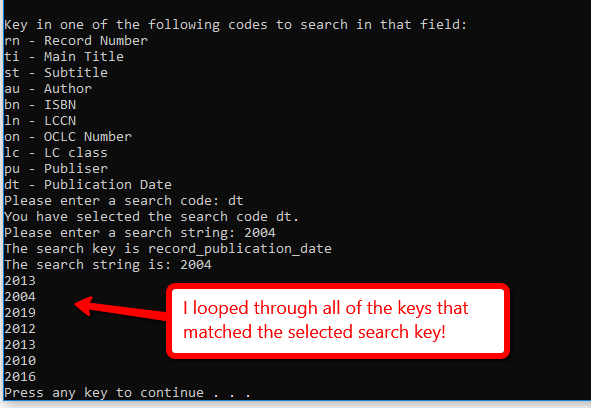 Key in one of the following codes to search in that field:
rn - Record Number
ti - Main Title
st - Subtitle
au - Author
bn - ISBN
ln - LCCN
on - OCLC Number
lc - LC class
pu - Publiser
dt - Publication Date
Please enter a search code: dt
You have selected the search code dt.
Please enter a search string: 2004
The search key is record_publication_date
The search string is: 2004
2013
2004
2019
2012
2013
2010
2016
I looped through all of the keys that
matched the selected search key!
Press any key to continue . . .